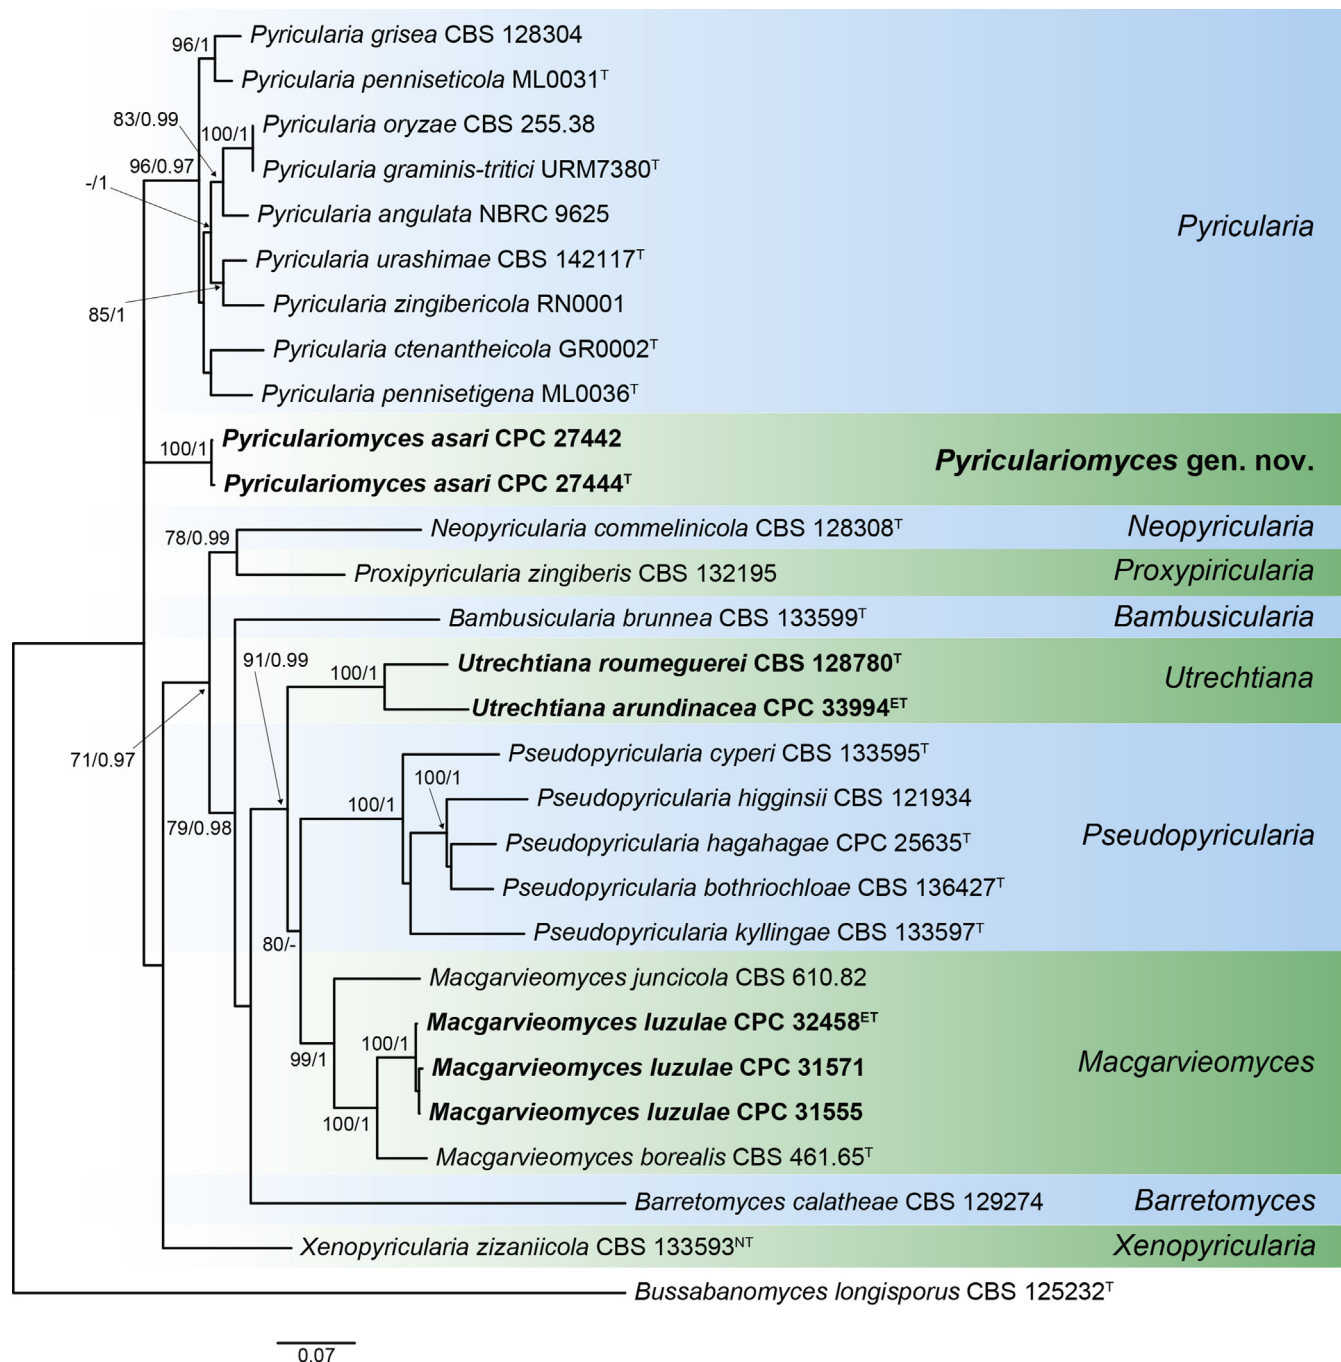 96/1
Pyricularia grisea CBS 128304
Pyricularia penniseticola ML0031ᵀ
83/0.99
100/1
Pyricularia oryzae CBS 255.38
96/0.97
Pyricularia graminis-tritici URM7380ᵀ
-/1
Pyricularia angulata NBRC 9625
Pyricularia
Pyricularia urashimae CBS 142117ᵀ
85/1
Pyricularia zingibericola RN0001
Pyricularia ctenantheicola GR0002ᵀ
Pyricularia pennisetigena ML0036ᵀ
100/1
Pyriculariomyces asari CPC 27442
Pyriculariomyces gen. nov.
Pyriculariomyces asari CPC 27444ᵀ
78/0.99
Neopyricularia commelinicola CBS 128308ᵀ
Neopyricularia
Proxipyricularia zingiberis CBS 132195
Proxypiricularia
Bambusicularia brunnea CBS 133599ᵀ
Bambusicularia
91/0.99
100/1
Utrechtiana roumeguerei CBS 128780ᵀ
Utrechtiana
Utrechtiana arundinacea CPC 33994ᴱᵀ
71/0.97
Pseudopyricularia cyperi CBS 133595ᵀ
100/1
100/1
Pseudopyricularia higginsii CBS 121934
79/0.98
Pseudopyricularia
Pseudopyricularia hagahagae CPC 25635ᵀ
Pseudopyricularia bothriochloae CBS 136427ᵀ
80/-
Pseudopyricularia kyllingae CBS 133597ᵀ
Macgarvieomyces juncicola CBS 610.82
Macgarvieomyces luzulae CPC 32458ᴱᵀ
100/1
99/1
Macgarvieomyces luzulae CPC 31571
Macgarvieomyces
Macgarvieomyces luzulae CPC 31555
100/1
Macgarvieomyces borealis CBS 461.65ᵀ
Barretomyces calatheae CBS 129274
Barretomyces
Xenopyricularia zizaniicola CBS 133593ᴺᵀ
Xenopyricularia
Bussabanomyces longisporus CBS 125232ᵀ
0.07